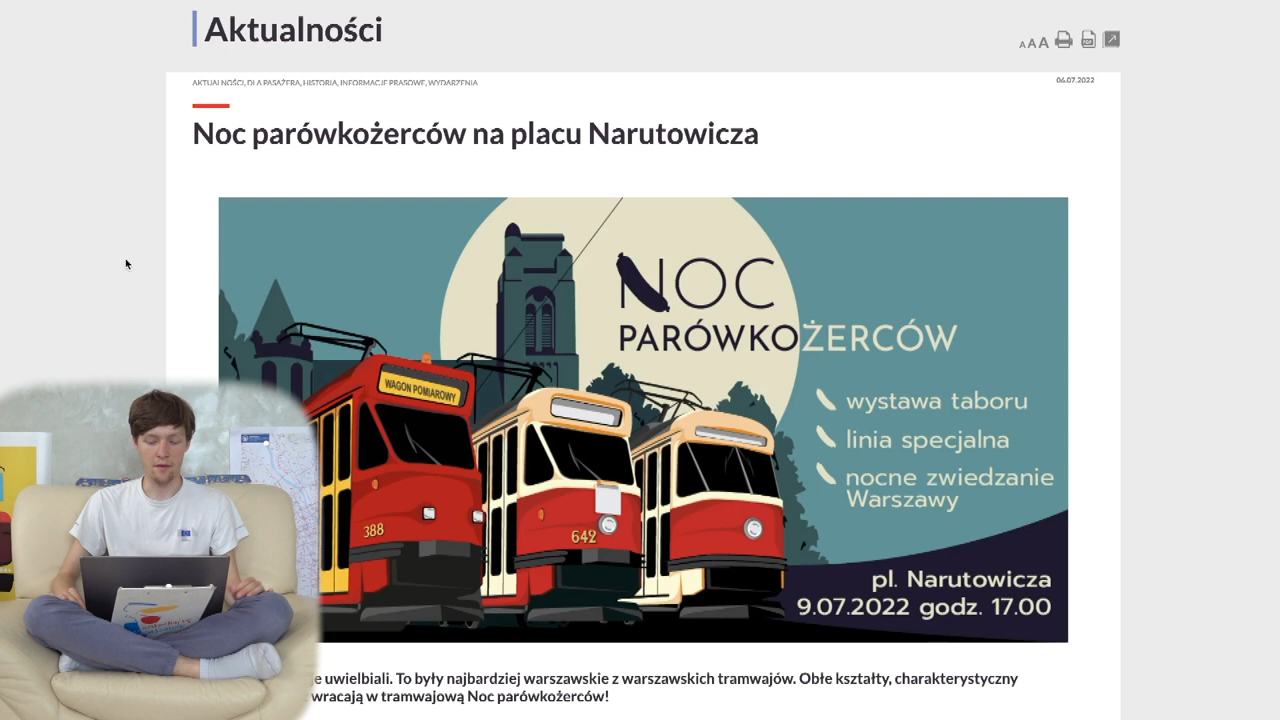 Aktualności
A A A
PDF
AKTUALNOŚCI, DLA PASAŻERA, HISTORIA, INFORMACJE PRASOWE, WYDARZENIA
06.07.2022
Noc parówkożerców na placu Narutowicza
NOC
PARÓWKOŻERCÓW
wystawa taboru
linia specjalna
nocne zwiedzanie
Warszawy
pl. Narutowicza
9.07.2022 godz. 17.00
WAGON POMIAROWY
388
642
uwielbiali. To były najbardziej warszawskie z warszawskich tramwajów. Obłe kształty, charakterystyczny
wracają w tramwajową Noc parówkożerców!